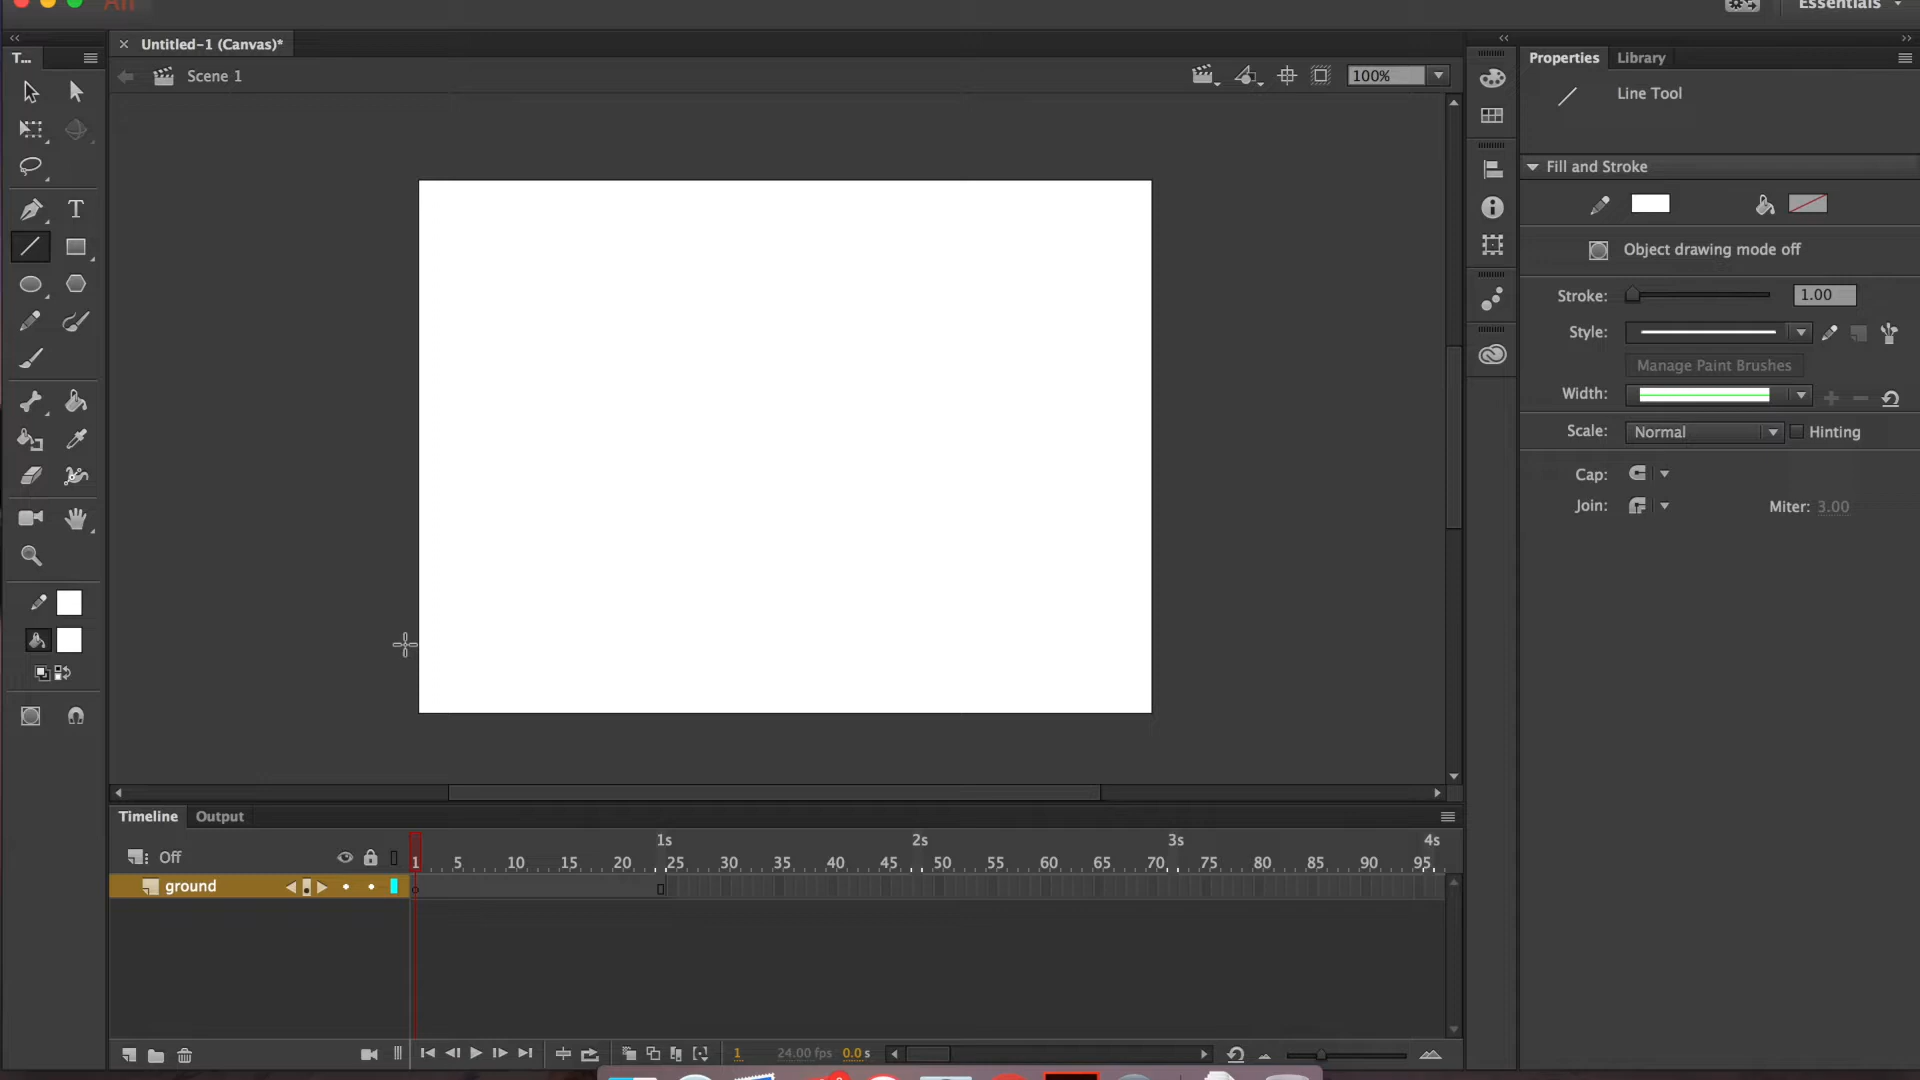 An
Essentials
Untitled-1 (Canvas)*
T...
Scene 1
100%
Properties
Library
Line Tool
Fill and Stroke
Object drawing mode off
Stroke:
1.00
Style:
Manage Paint Brushes
Width:
Scale:
Normal
Hinting
Cap:
Join:
Miter: 3.00
T
Timeline
Output
1s 2s 3s 4s
Off
1 5 10 15 20 25 30 35 40 45 50 55 60 65 70 75 80 85 90 95
ground
1
24.00 fps
0.0 s